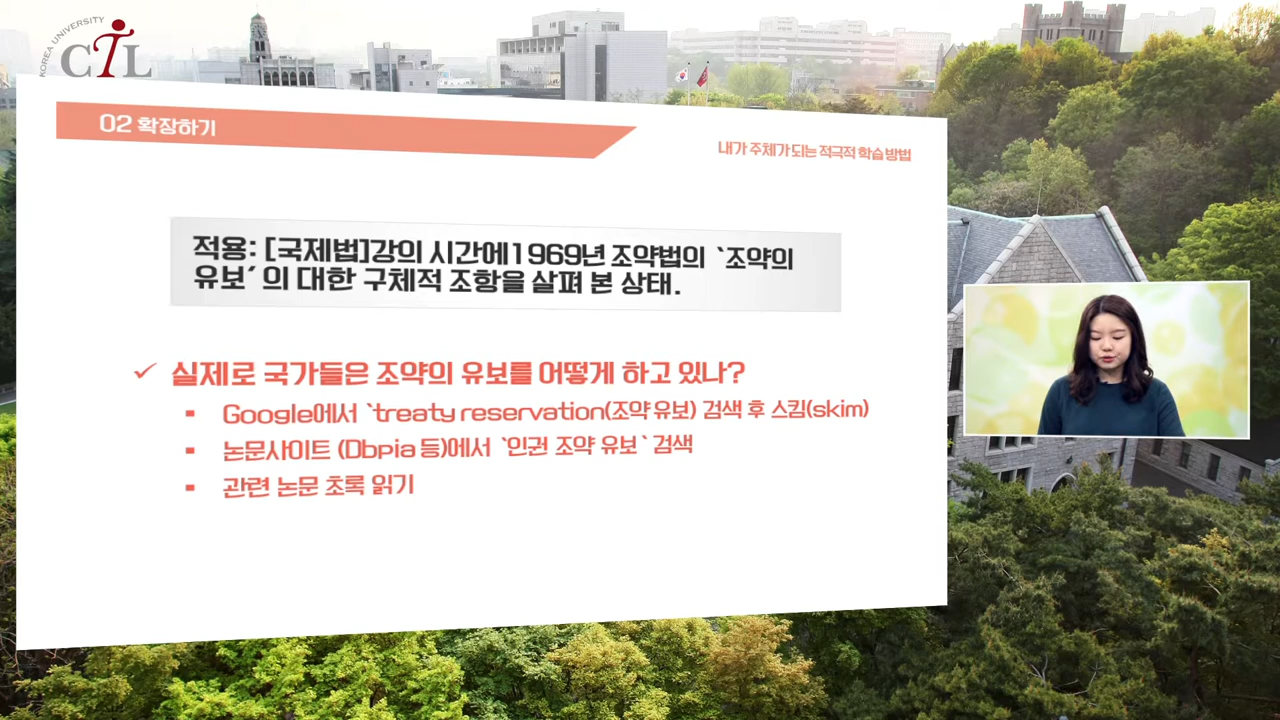 KOREA UNIVERSITY
CTL
02 확장하기
내가 주체가 되는 적극적 학습 방법
적용: [국제법]강의 시간에1969년 조약법의 `조약의
유보´의 대한 구체적 조항을 살펴 본 상태.
실제로 국가들은 조약의 유보를 어떻게 하고 있나?
Google에서 `treaty reservation(조약 유보) 검색 후 스킴(skim)
논문사이트 (Dbpia 등)에서 `인권 조약 유보` 검색
관련 논문 초록 읽기